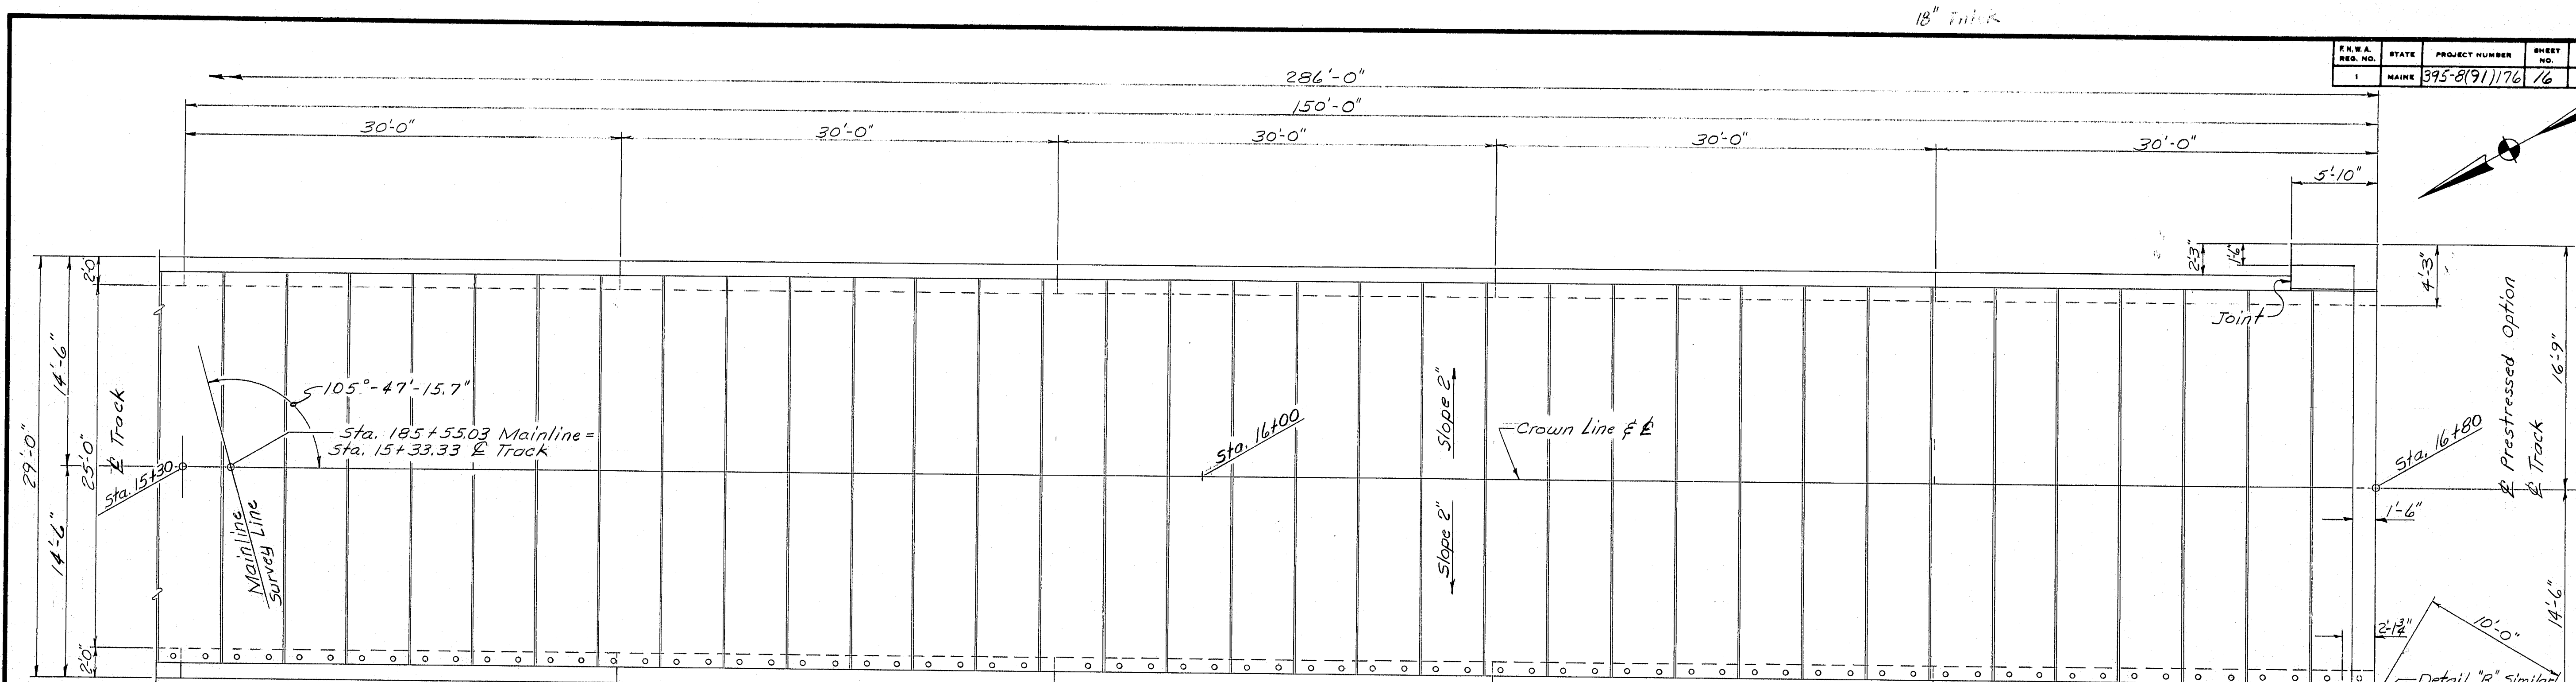 18" Thick
F.H.W.A. REG. NO. STATE PROJECT NUMBER SHEET NO.
1 MAINE 395-8(91)176 16
286'-0"
150'-0"
30'-0" 30'-0" 30'-0" 30'-0" 30'-0"
5'-10"
2'-0"
2'-3"
1'-6"
4'-3"
Joint
29'-0"
14'-6"
14'-6"
25'-0"
2'-0"
℄ Track
Sta. 15+30
105°-47'-15.7"
Sta. 185+55.03 Mainline =
Sta. 15+33.33 ℄ Track
Mainline
Survey Line
Sta. 16+00
Slope 2"
Slope 2"
Crown Line & ℄
Sta. 16+80
℄ Prestressed Option
℄ Track
16'-9"
14'-6"
1'-6"
2'-1¾"
10'-0"
Detail "B" Similar